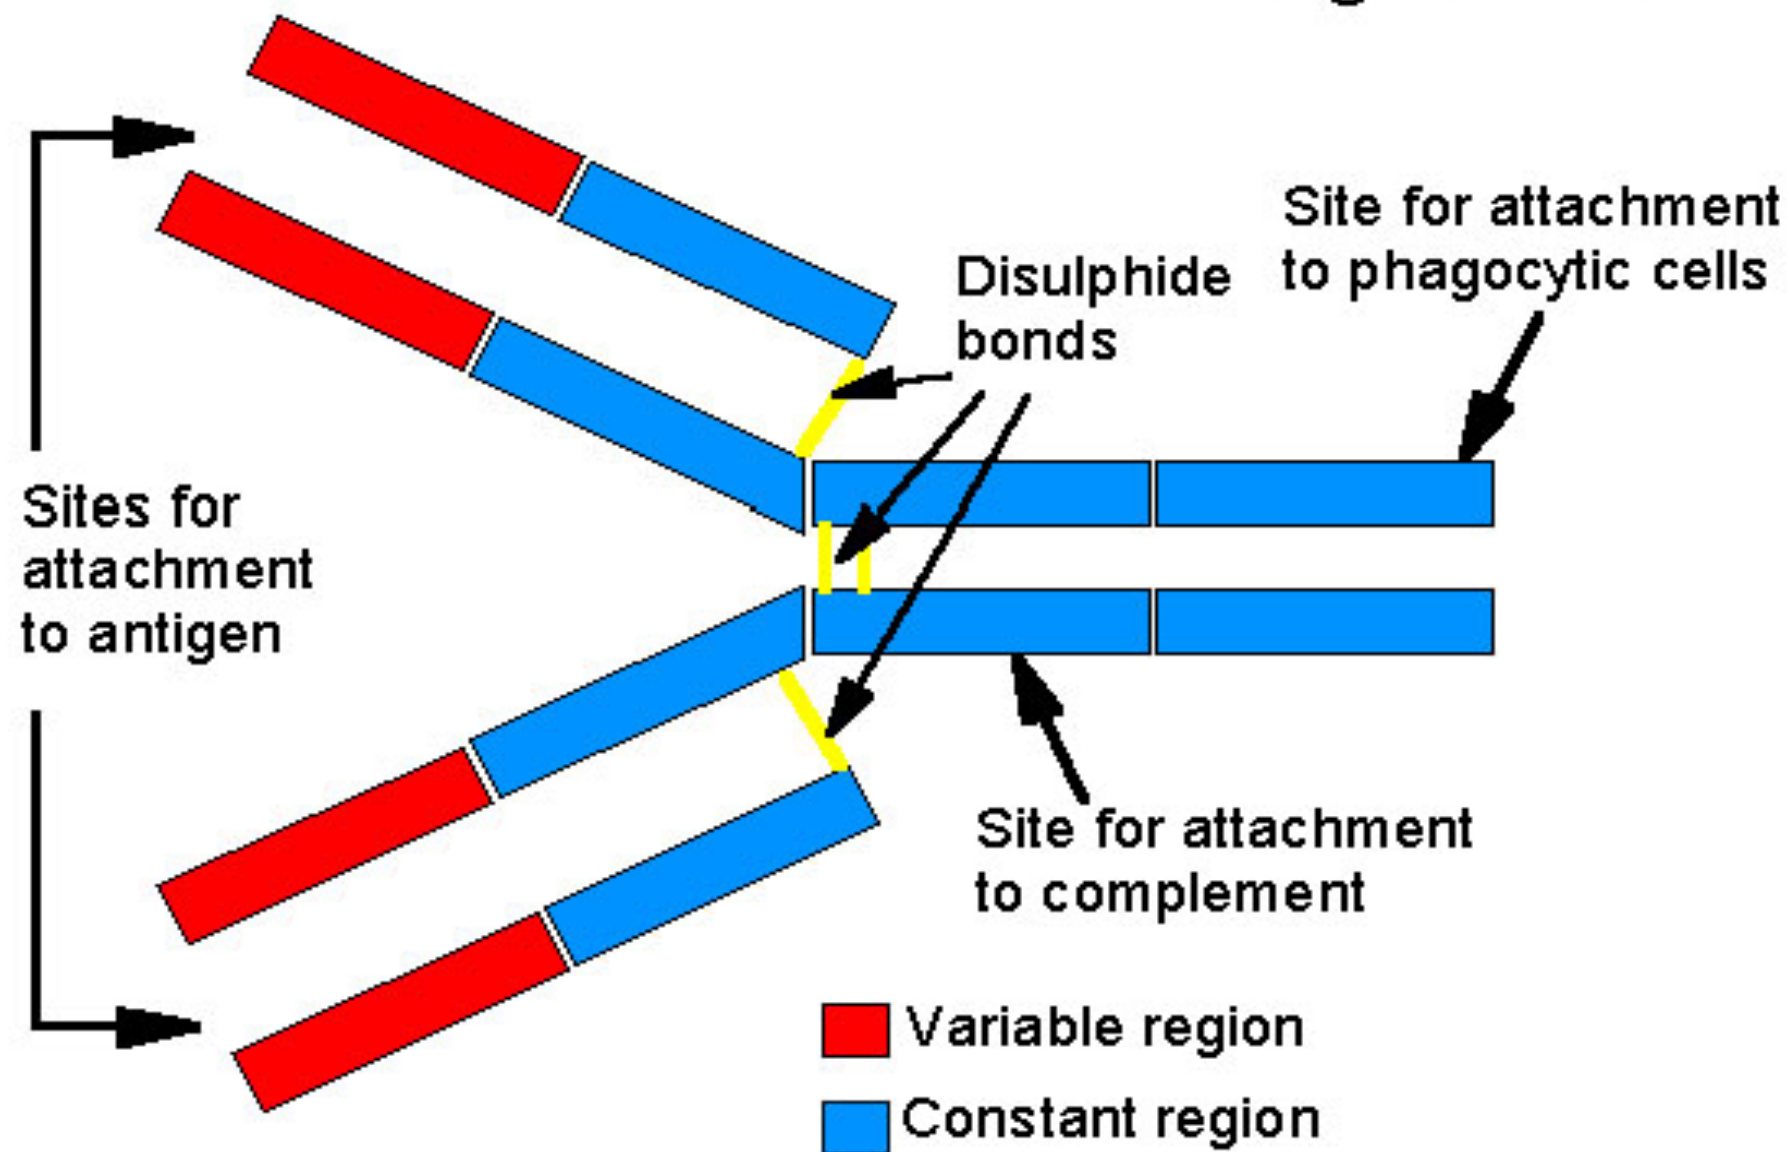 Site for attachment
to phagocytic cells
Disulphide
bonds
Sites for
attachment
to antigen
Site for attachment
to complement
Variable region
Constant region